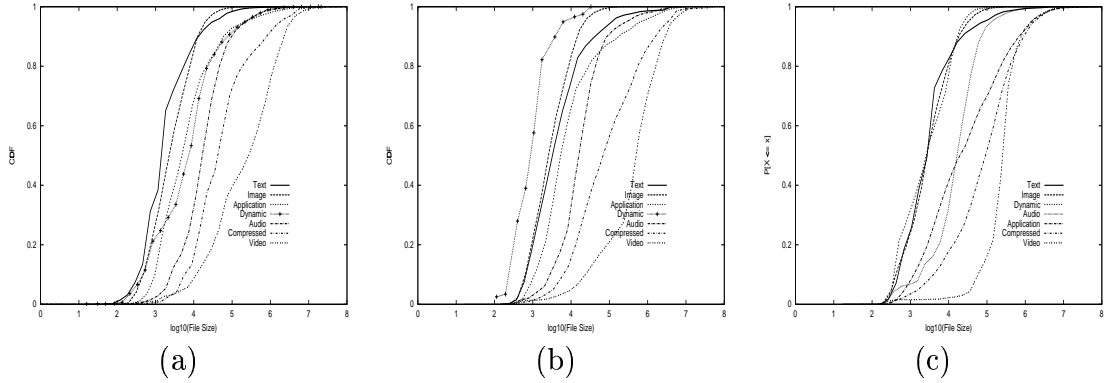 1
0.8
0.6
0.4
0.2
0
CDF
Text
Image
Application
Dynamic
Audio
Compressed
Video
0 1 2 3 4 5 6 7 8
log10(File Size)
(a)
1
0.8
0.6
0.4
0.2
0
CDF
Text
Image
Application
Dynamic
Audio
Compressed
Video
0 1 2 3 4 5 6 7 8
log10(File Size)
(b)
1
0.8
0.6
0.4
0.2
0
P[X <= x]
Text
Image
Dynamic
Audio
Application
Compressed
Video
0 1 2 3 4 5 6 7 8
log10(File Size)
(c)